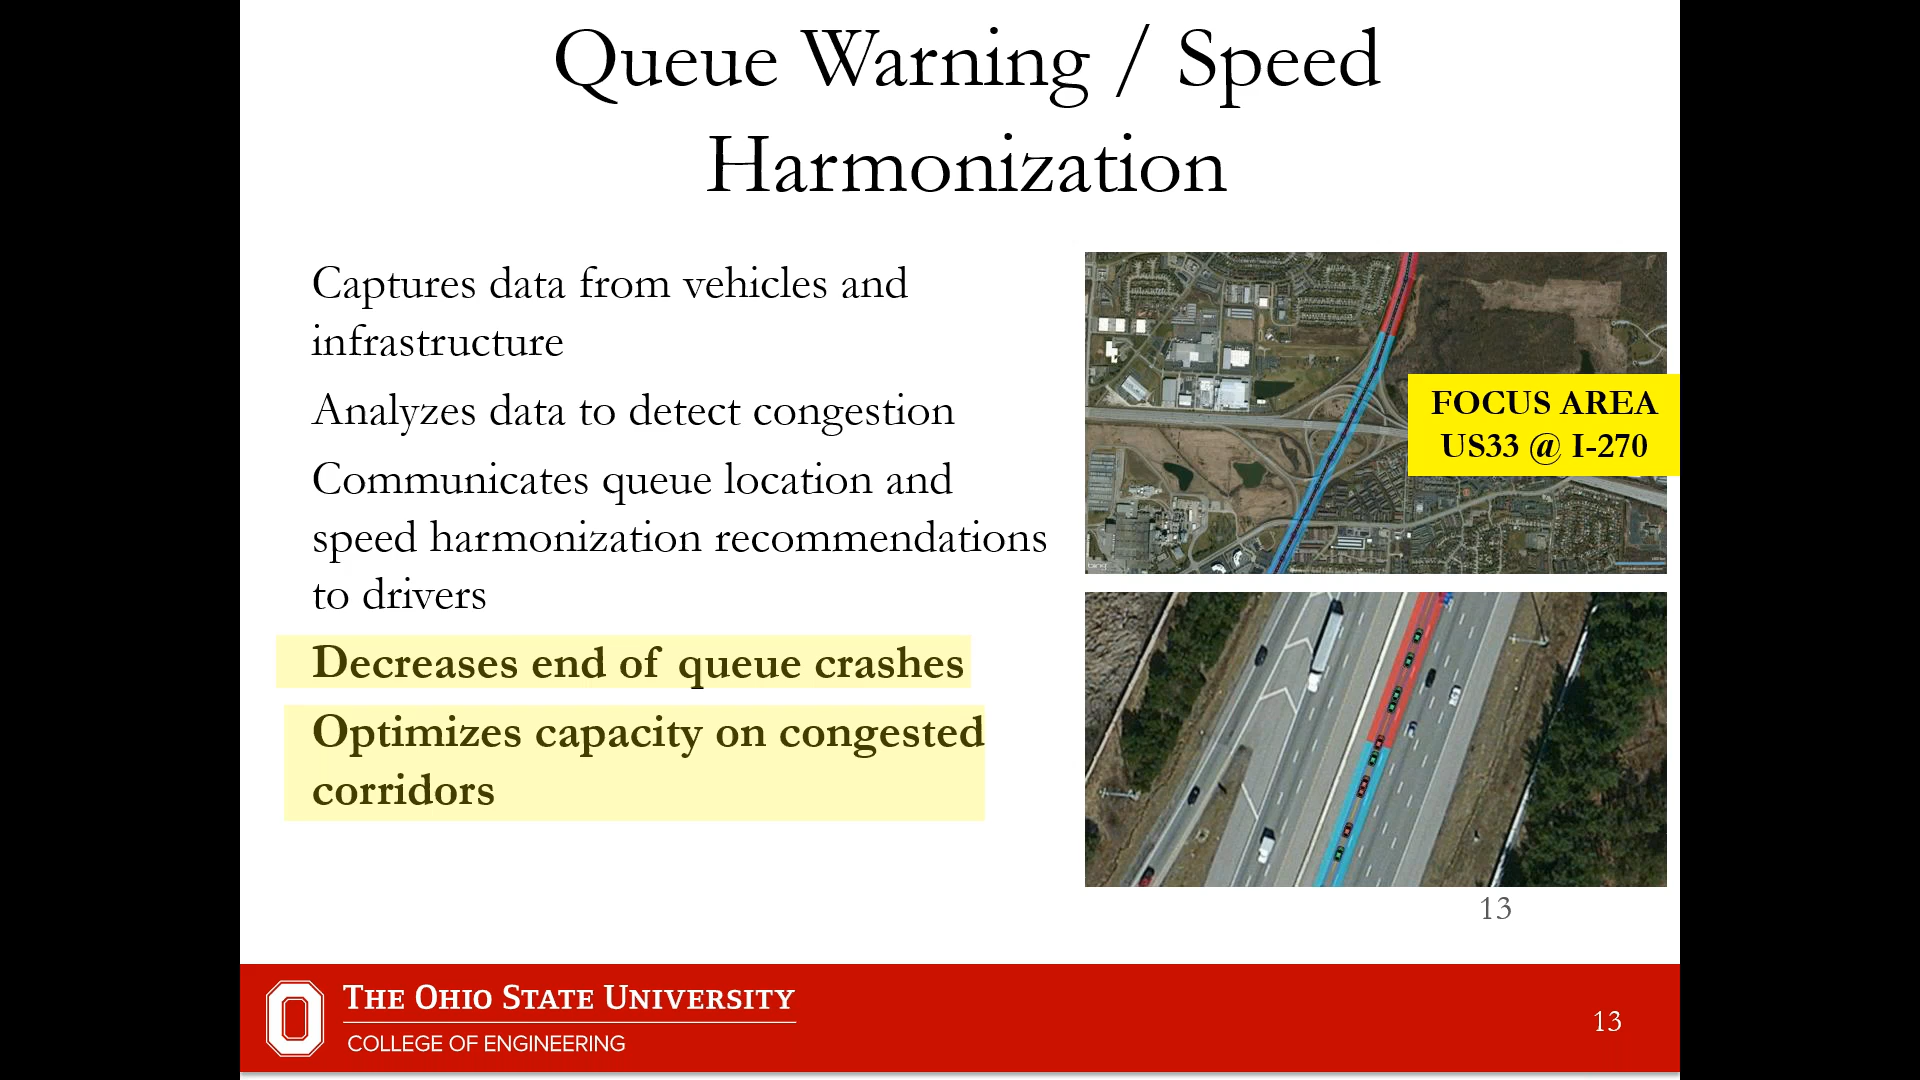 Queue Warning / Speed
Harmonization
Captures data from vehicles and
infrastructure
Analyzes data to detect congestion
Communicates queue location and
speed harmonization recommendations
to drivers
Decreases end of queue crashes
Optimizes capacity on congested
corridors
FOCUS AREA
US33 @ I-270
bing
13
THE OHIO STATE UNIVERSITY
COLLEGE OF ENGINEERING
13